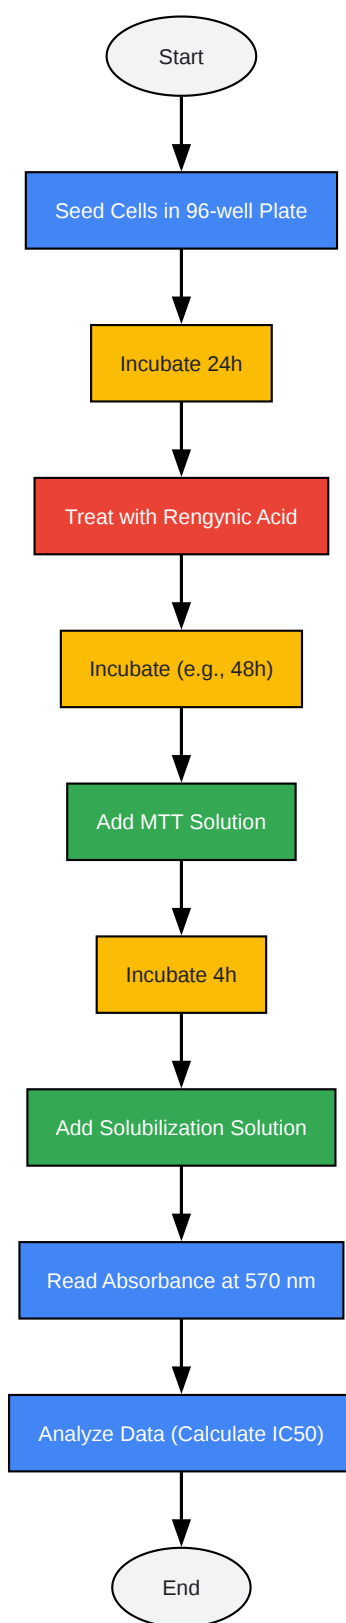 Start
Seed Cells in 96-well Plate
Incubate 24h
Treat with Rengynic Acid
Incubate (e.g., 48h)
Add MTT Solution
Incubate 4h
Add Solubilization Solution
Read Absorbance at 570 nm
Analyze Data (Calculate IC50)
End